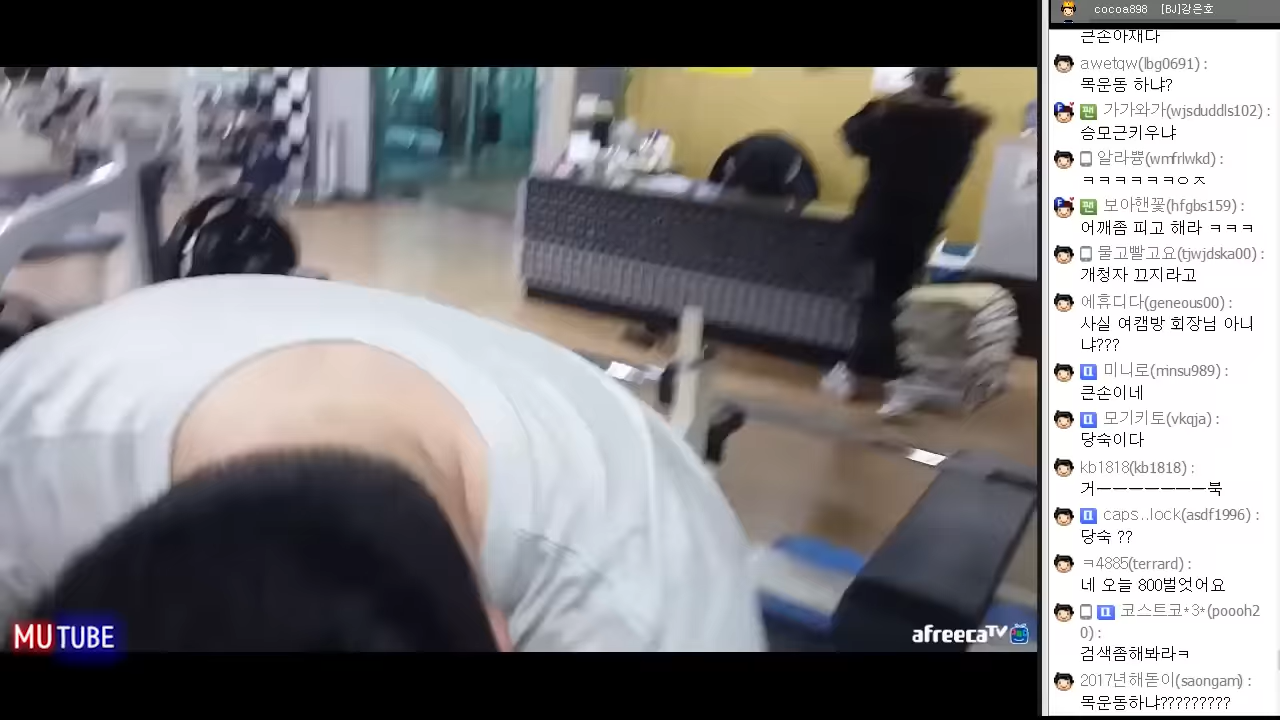 cocoa898 [BJ]강은호
큰손아재다
awetqw(lbg0691) :
목운동 하냐?
팬 가가와가(wjsduddls102) :
승모근키우냐
알라쀼(wmfrlwkd) :
ㅋㅋㅋㅋㅋㅋㅇㅈ
팬 보아핸꽃(hfgbs159) :
어깨좀 피고 해라 ㅋㅋㅋ
물고빨고요(tjwjdska00) :
개청자 끄지라고
에휴디다(geneous00) :
사실 여캠방 회장님 아니
냐???
미니로(minsu989) :
큰손이네
모기키토(vkqja) :
당숙이다
kb1818(kb1818) :
거ㅡㅡㅡㅡㅡㅡㅡ북
caps..lock(asdf1996) :
당숙 ??
ㅋ4885(terrard) :
네 오늘 800벌엇어요
코스트코*3*(poooh2
0) :
검색좀해봐라ㅋ
2017년해돋이(saongam) :
목운동하냐?????????
MUTUBE
afreecaTV